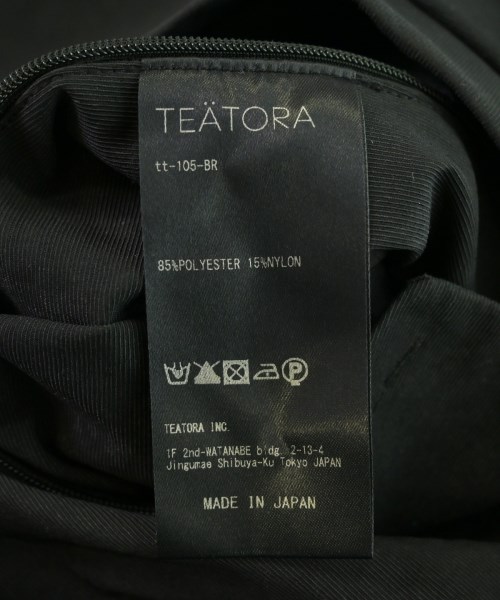 TEÄTORA
tt-105-BR
85%POLYESTER 15%NYLON
P
TEATORA INC.
1F 2nd-WATANABE bldg. 2-13-4
Jingumae Shibuya-Ku Tokyo JAPAN
MADE IN JAPAN